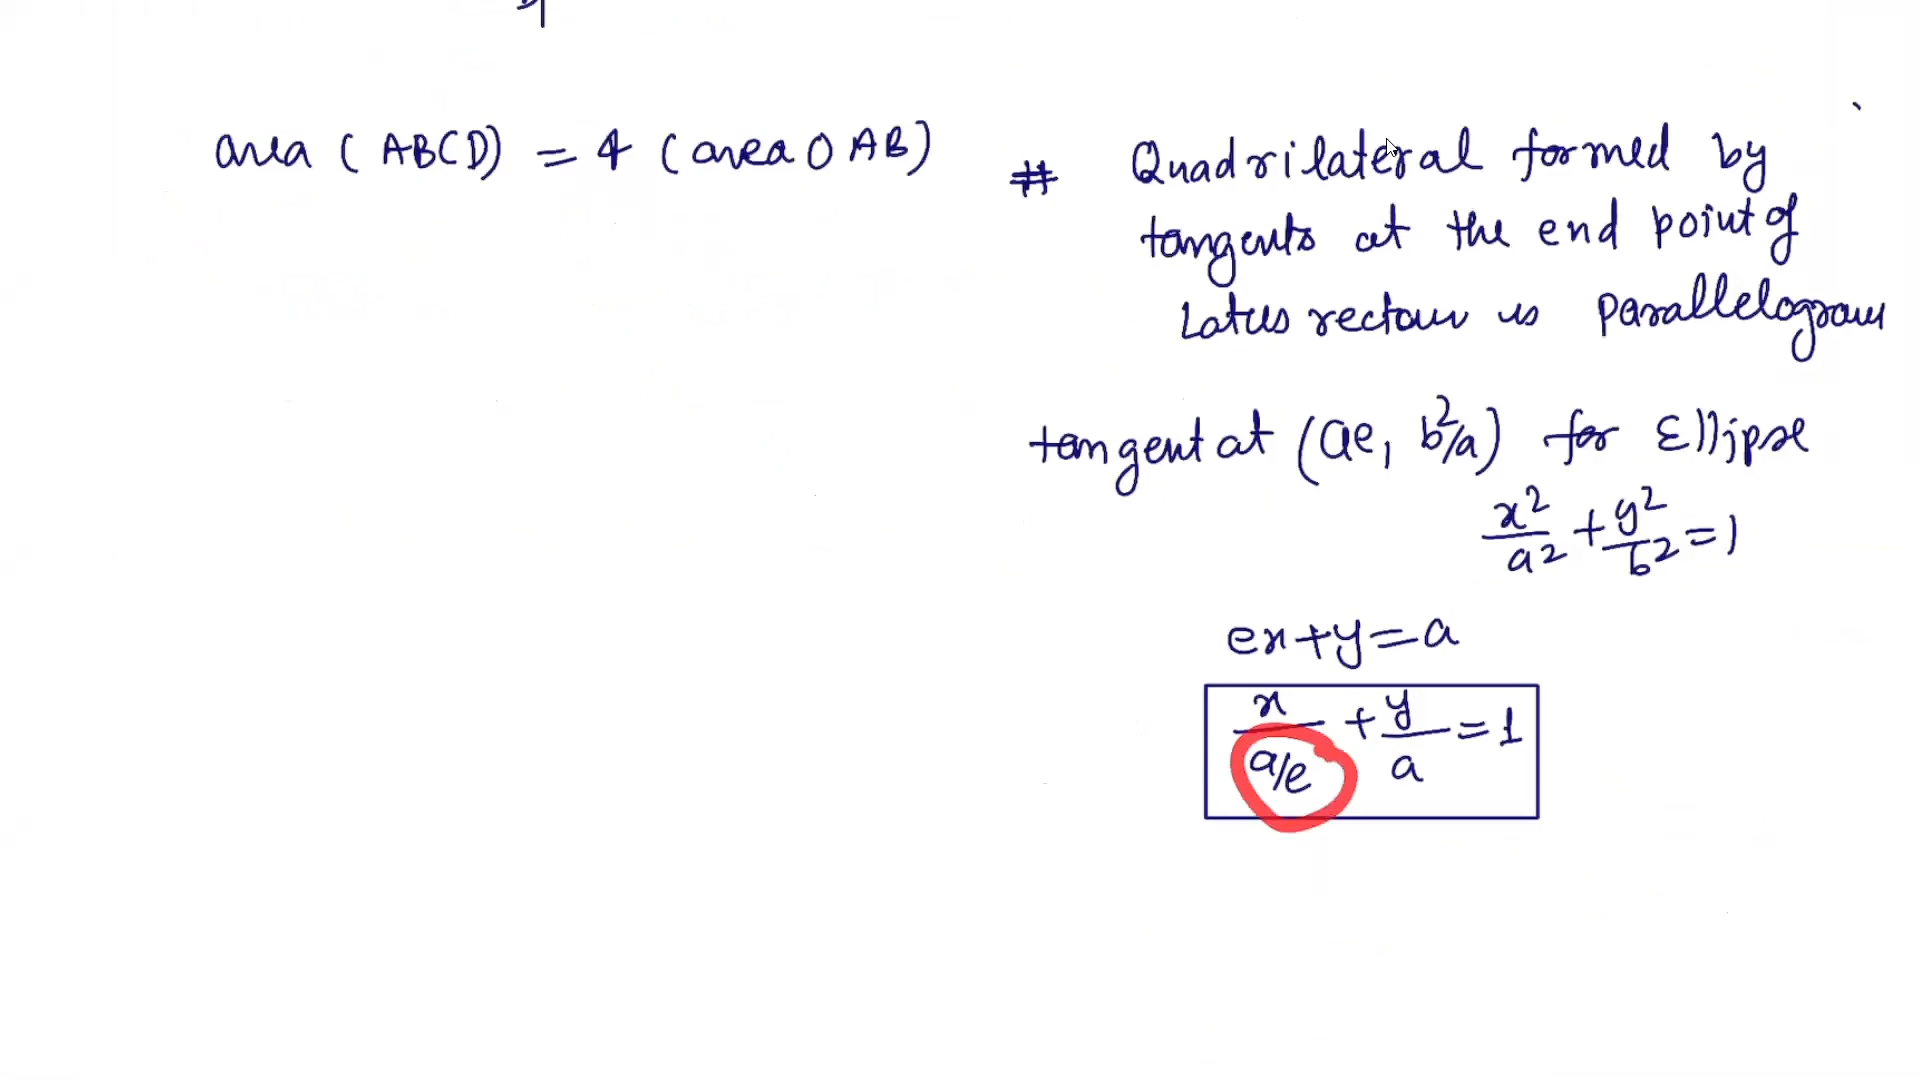 area (ABCD) = 4 (area OAB)
# Quadrilateral formed by
tangents at the end point of
Latus rectum is parallelogram
tangent at (ae, b²/a) for Ellipse
x²/a² + y²/b² = 1
ex + y = a
x/(a/e) + y/a = 1